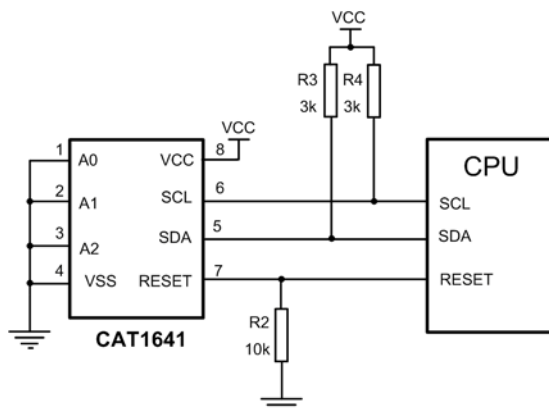 VCC
R3
R4
3k
3k
VCC
1
A0
VCC
8
CPU
2
A1
SCL
6
SCL
3
A2
SDA
5
SDA
4
VSS
RESET
7
RESET
CAT1641
R2
10k